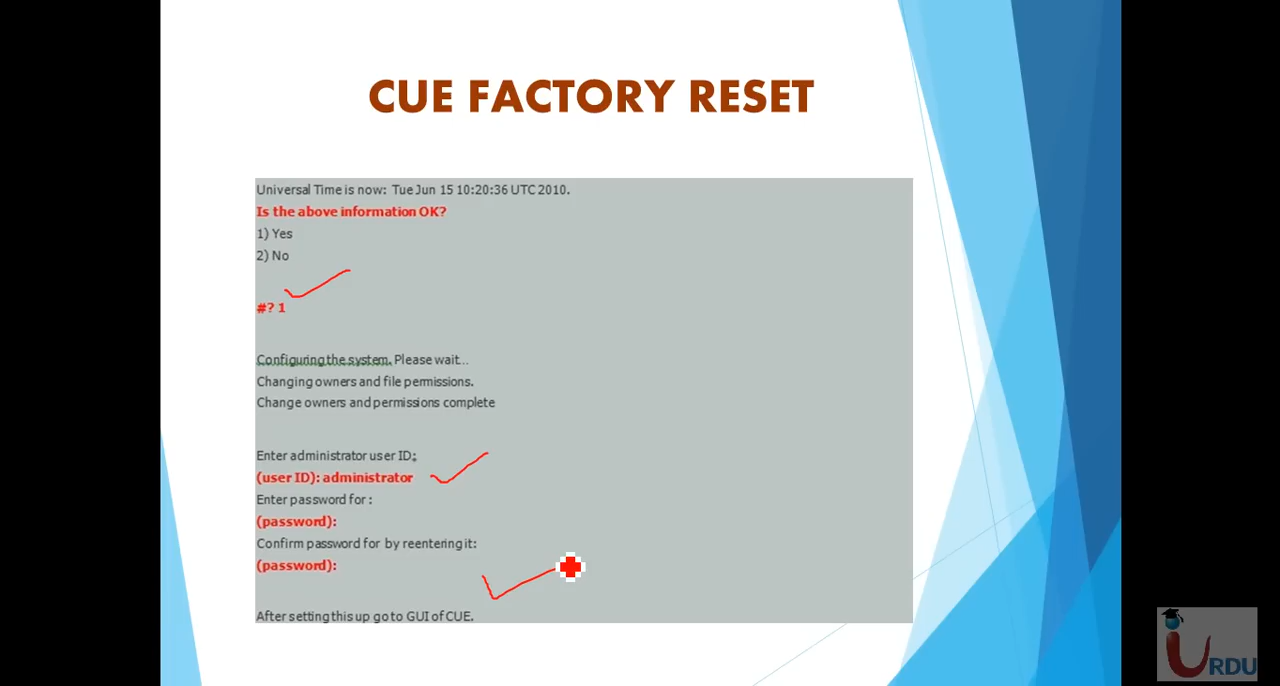 CUE FACTORY RESET
Universal Time is now: Tue Jun 15 10:20:36 UTC 2010.
Is the above information OK?
1) Yes
2) No
#? 1
Configuring the system. Please wait...
Changing owners and file permissions.
Change owners and permissions complete
Enter administrator user ID:
(user ID): administrator
Enter password for :
(password):
Confirm password for by reentering it:
(password):
After setting this up go to GUI of CUE.
iURDU